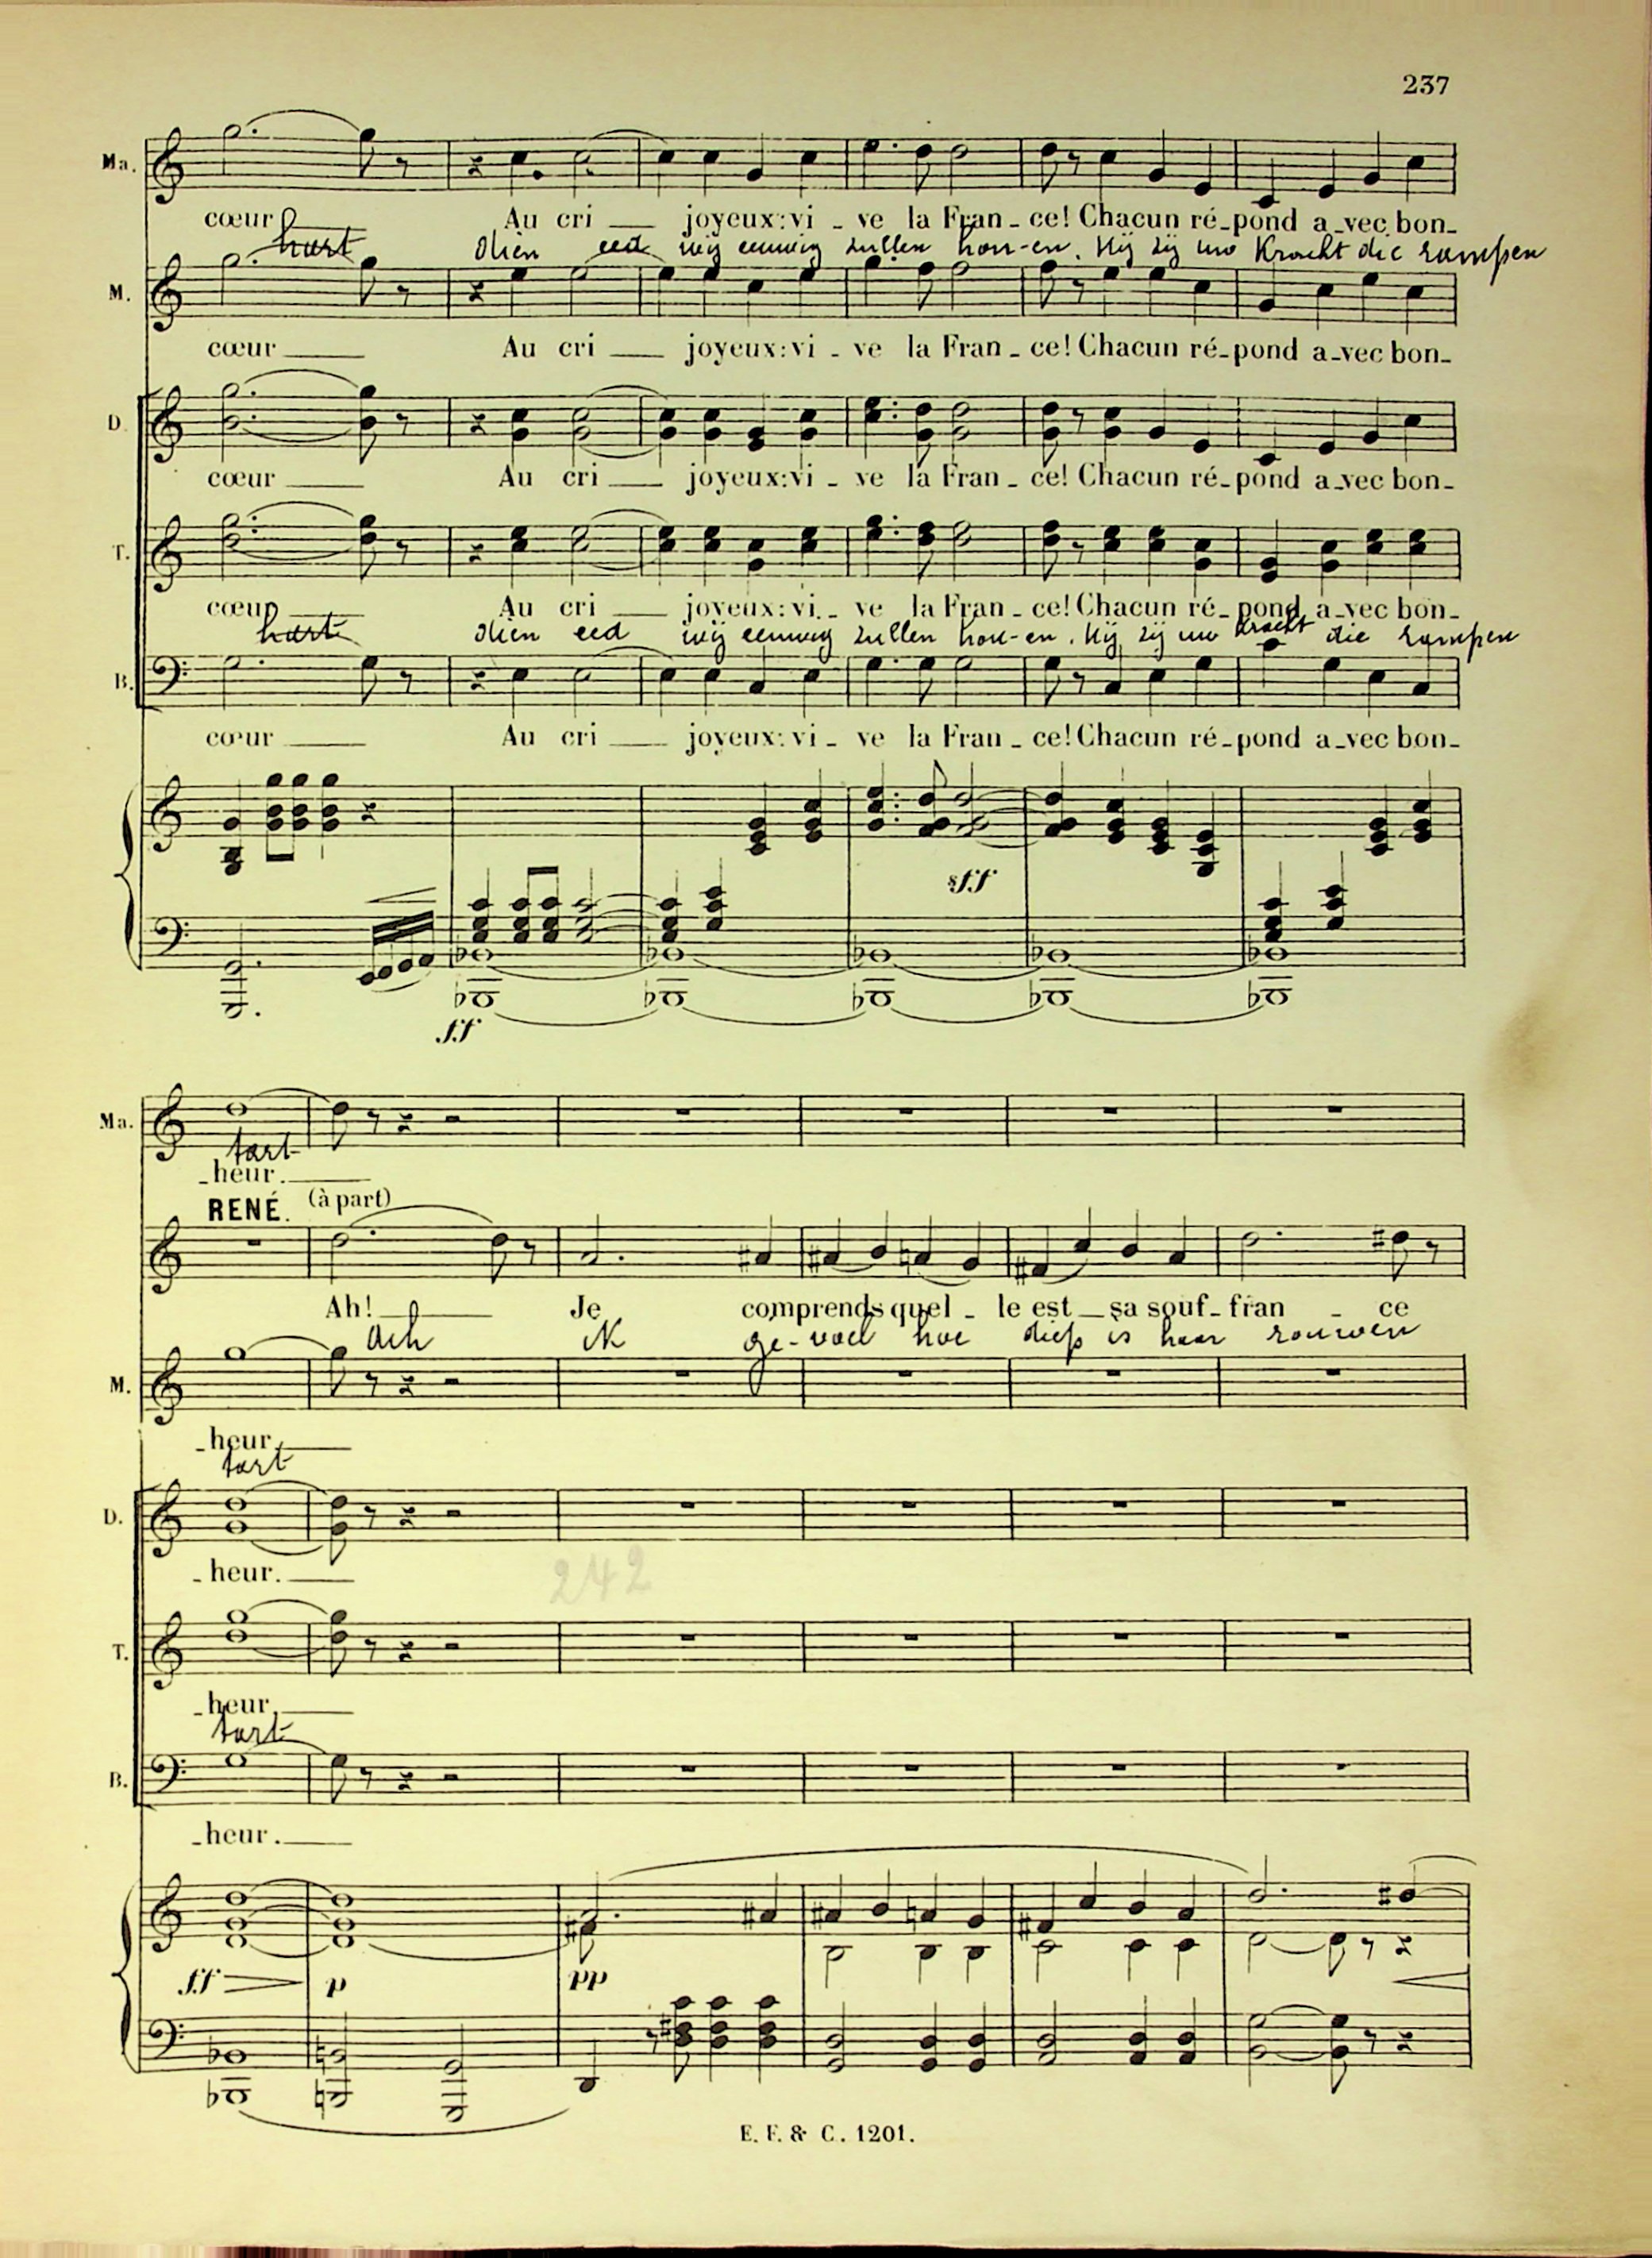 237
Ma.
cœur Au cri joyeux: vi - ve la Fran - ce! Chacun ré-pond a-vec bon-
hart dien eed wij eeuwig zullen hou-en. Hij zij uw Kracht die rampen
M.
cœur Au cri joyeux: vi - ve la Fran - ce! Chacun ré-pond a-vec bon-
D.
cœur Au cri joyeux: vi - ve la Fran - ce! Chacun ré-pond a-vec bon-
T.
cœur Au cri joyeux: vi - ve la Fran - ce! Chacun ré-pond a-vec bon-
hart dien eed wij eeuwig zullen hou-en. Hij zij uw Kracht die rampen
B.
cœur Au cri joyeux: vi - ve la Fran - ce! Chacun ré-pond a-vec bon-
sff
ff
Ma.
tart
-heur.
RENÉ. (à part)
Ah! Je comprends quel - le est sa souf-fran - ce
Ach ik ge-voel hoe diep is haar rouwen
M.
-heur.
tart
D.
-heur.
242
T.
-heur.
tart
B.
-heur.
ff p pp
E. F. & C. 1201.